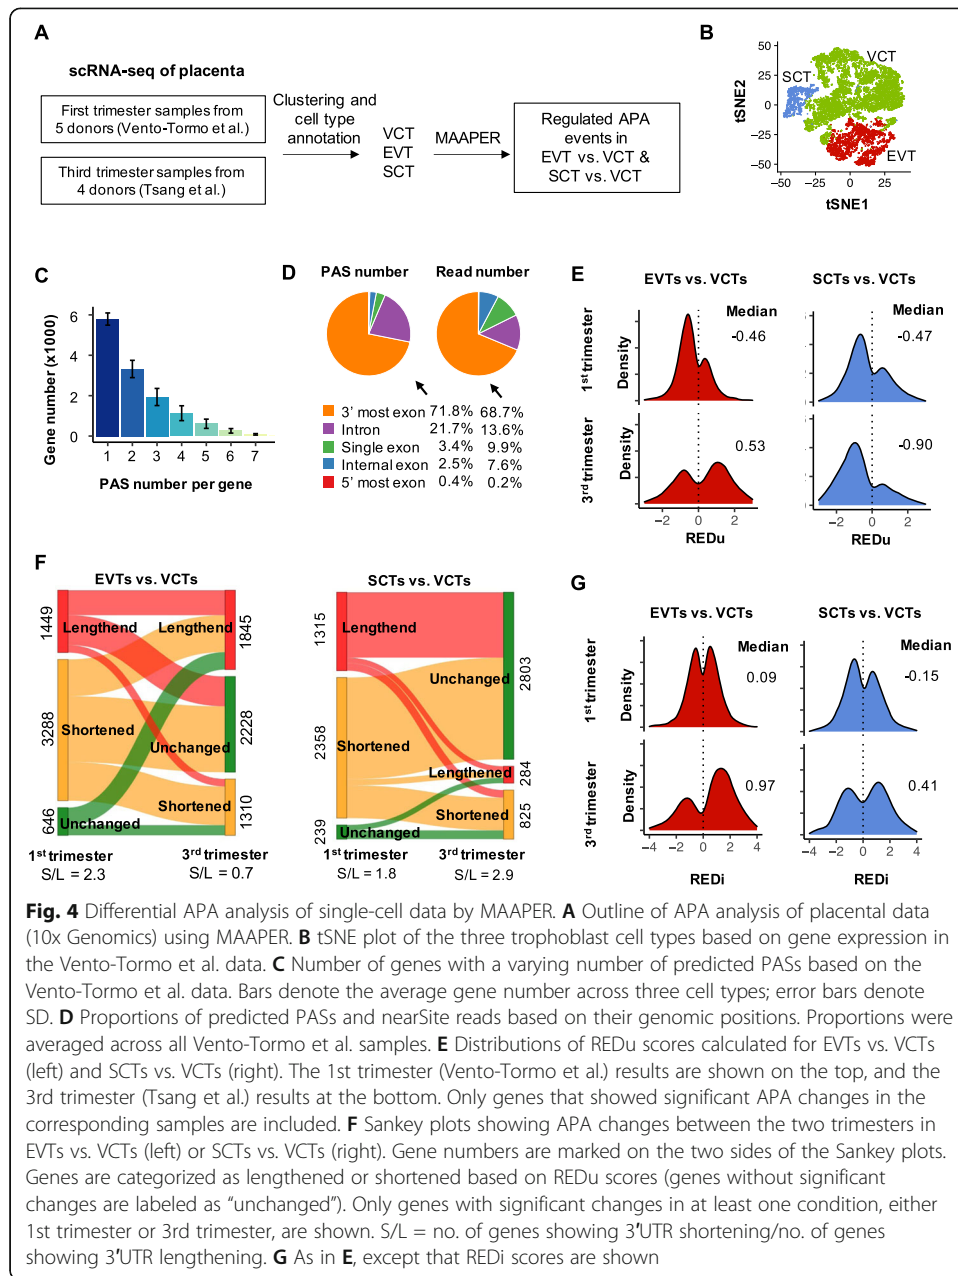 A
scRNA-seq of placenta
First trimester samples from
5 donors (Vento-Tormo et al.)
Third trimester samples from
4 donors (Tsang et al.)
Clustering and
cell type
annotation
VCT
EVT
SCT
MAAPER
Regulated APA
events in
EVT vs. VCT &
SCT vs. VCT
B
tSNE2
50
25
0
−25
−50
VCT
SCT
EVT
−50 −25 0 25
tSNE1
C
Gene number (x1000)
6
4
2
0
1 2 3 4 5 6 7
PAS number per gene
D
PAS number Read number
3' most exon 71.8% 68.7%
Intron 21.7% 13.6%
Single exon 3.4% 9.9%
Internal exon 2.5% 7.6%
5' most exon 0.4% 0.2%
E
EVTs vs. VCTs SCTs vs. VCTs
1st trimester
Density
Median
-0.46
Median
-0.47
3rd trimester
Density
0.53
-0.90
−2 0 2
REDu
−2 0 2
REDu
F
EVTs vs. VCTs
1449
3288
646
Lengthend
Shortened
Unchanged
Lengthend
Unchanged
Shortened
1845
2228
1310
1st trimester 3rd trimester
S/L = 2.3 S/L = 0.7
SCTs vs. VCTs
1315
2358
239
Lengthend
Shortened
Unchanged
Unchanged
Lengthened
Shortened
2803
284
825
1st trimester 3rd trimester
S/L = 1.8 S/L = 2.9
G
EVTs vs. VCTs SCTs vs. VCTs
1st trimester
Density
Median
0.09
Median
-0.15
3rd trimester
Density
0.97
0.41
−4 −2 0 2 4
REDi
−4 −2 0 2 4
REDi
Fig. 4 Differential APA analysis of single-cell data by MAAPER. A Outline of APA analysis of placental data
(10x Genomics) using MAAPER. B tSNE plot of the three trophoblast cell types based on gene expression in
the Vento-Tormo et al. data. C Number of genes with a varying number of predicted PASs based on the
Vento-Tormo et al. data. Bars denote the average gene number across three cell types; error bars denote
SD. D Proportions of predicted PASs and nearSite reads based on their genomic positions. Proportions were
averaged across all Vento-Tormo et al. samples. E Distributions of REDu scores calculated for EVTs vs. VCTs
(left) and SCTs vs. VCTs (right). The 1st trimester (Vento-Tormo et al.) results are shown on the top, and the
3rd trimester (Tsang et al.) results at the bottom. Only genes that showed significant APA changes in the
corresponding samples are included. F Sankey plots showing APA changes between the two trimesters in
EVTs vs. VCTs (left) or SCTs vs. VCTs (right). Gene numbers are marked on the two sides of the Sankey plots.
Genes are categorized as lengthened or shortened based on REDu scores (genes without significant
changes are labeled as “unchanged”). Only genes with significant changes in at least one condition, either
1st trimester or 3rd trimester, are shown. S/L = no. of genes showing 3′UTR shortening/no. of genes
showing 3′UTR lengthening. G As in E, except that REDi scores are shown